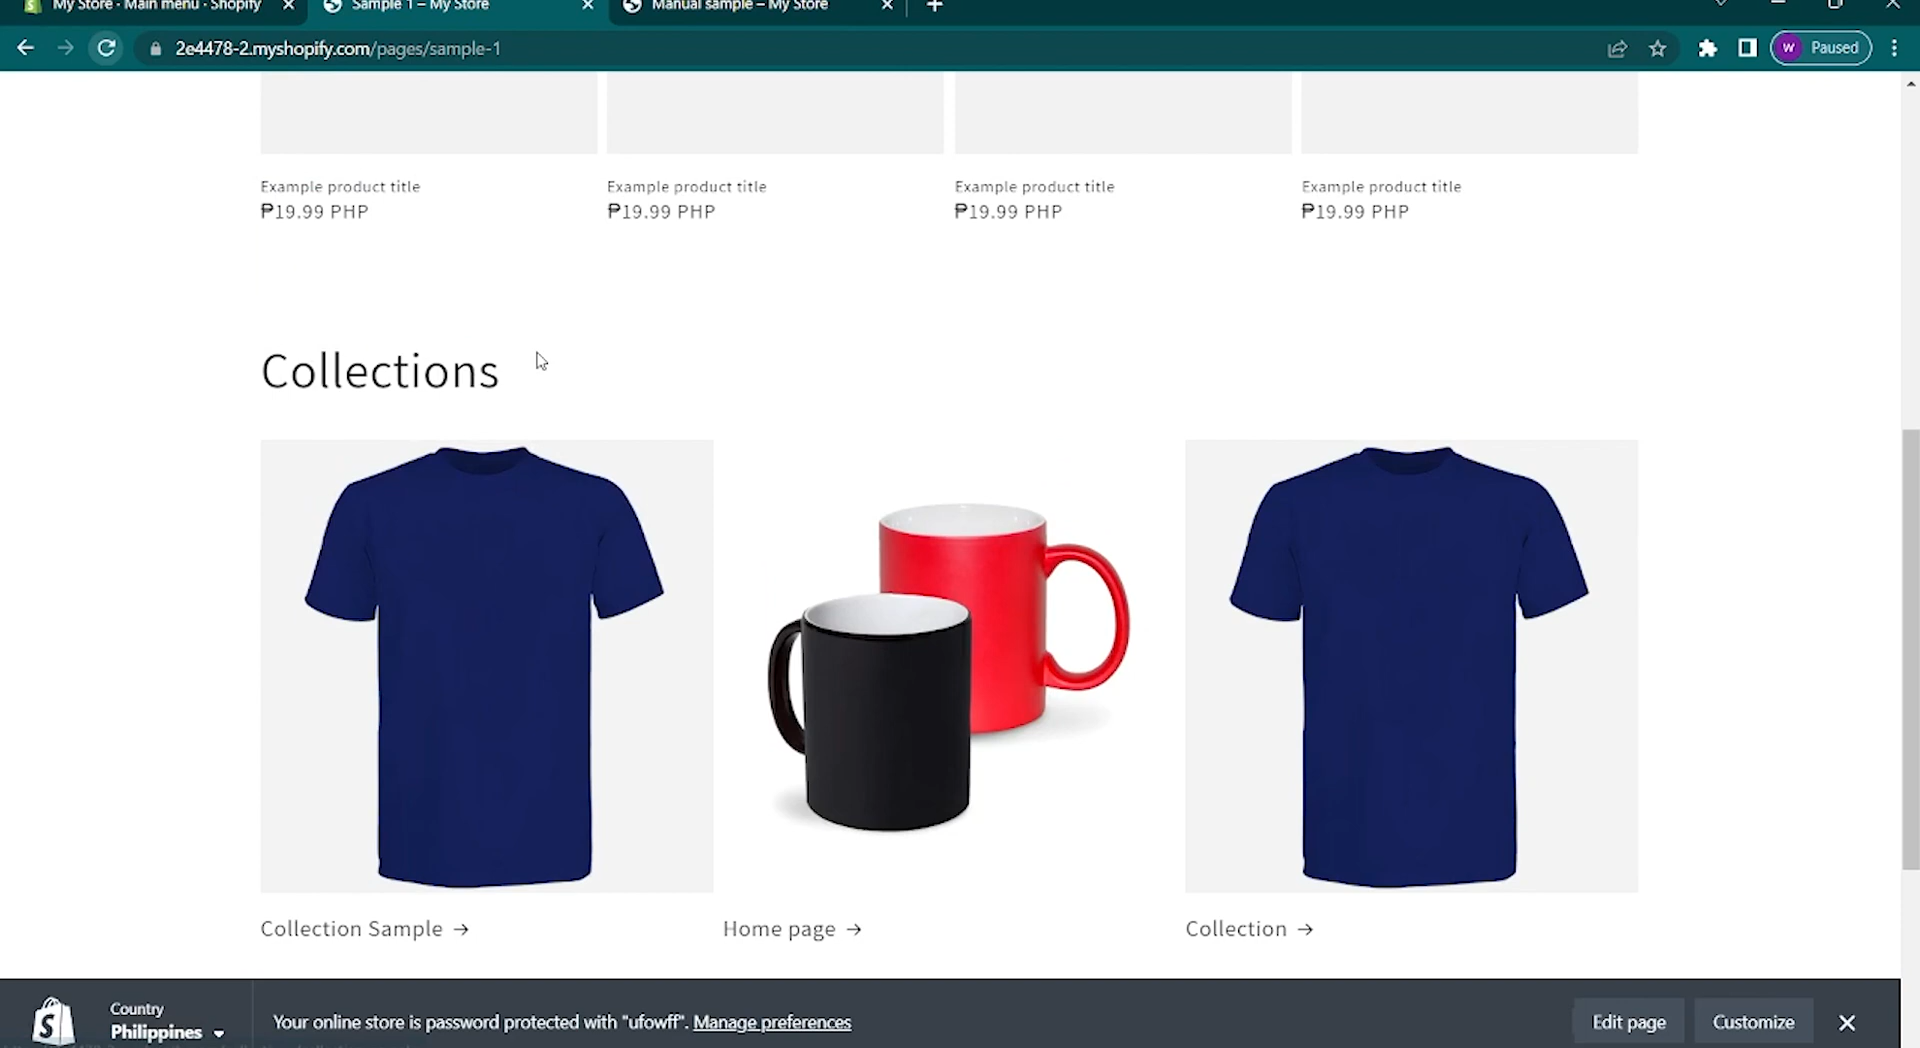 My Store · Main menu · Shopify
Sample 1 – My Store
Manual sample – My Store
2e4478-2.myshopify.com/pages/sample-1
W
Paused
Example product title
₱19.99 PHP
Example product title
₱19.99 PHP
Example product title
₱19.99 PHP
Example product title
₱19.99 PHP
Collections
Collection Sample →
Home page →
Collection →
Country
Philippines
Your online store is password protected with "ufowff". Manage preferences
Edit page
Customize